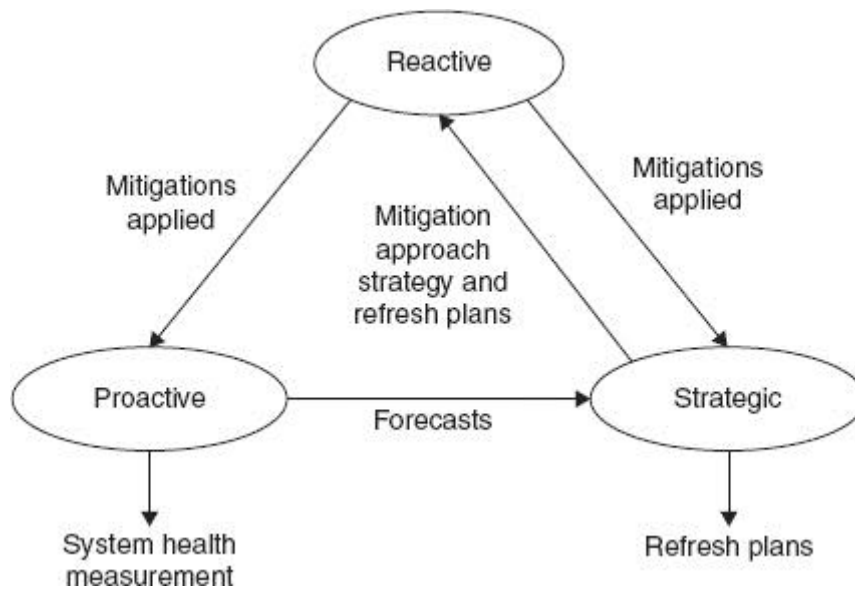 Reactive
Mitigations
applied
Mitigation
approach
strategy and
refresh plans
Mitigations
applied
Proactive
Forecasts
Strategic
System health
measurement
Refresh plans